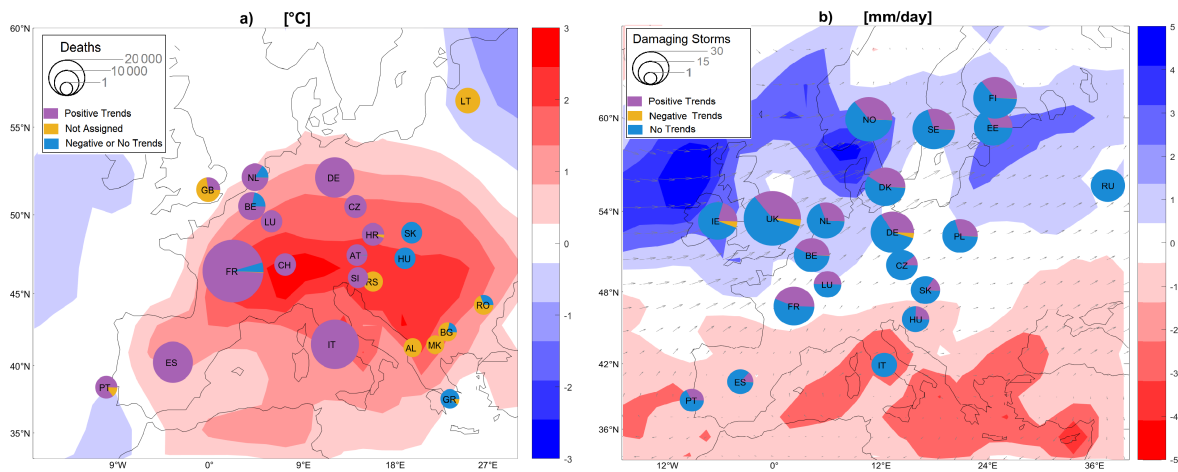 a) [°C]
60°N
55°N
50°N
45°N
40°N
35°N
9°W
0°
9°E
18°E
27°E
Deaths
20 000
10 000
1
Positive Trends
Not Assigned
Negative or No Trends
LT
GB
NL
DE
BE
CZ
LU
HR
SK
FR
CH
AT
HU
SI
RS
RO
BG
IT
AL
MK
ES
PT
GR
3
2
1
0
-1
-2
-3
b) [mm/day]
60°N
54°N
48°N
42°N
36°N
12°W
0°
12°E
24°E
36°E
Damaging Storms
30
15
1
Positive Trends
Negative Trends
No Trends
FI
NO
SE
EE
DK
RU
IE
UK
NL
DE
PL
BE
CZ
LU
SK
FR
HU
IT
ES
PT
5
4
3
2
1
0
-1
-2
-3
-4
-5